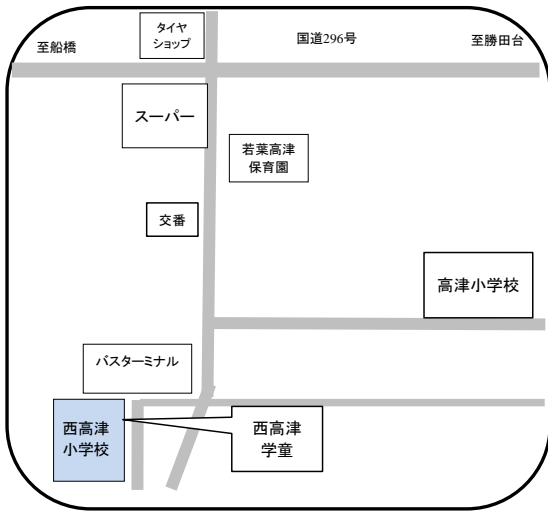 タイヤ
ショップ
国道296号
至船橋
至勝田台
スーパー
若葉高津
保育園
交番
高津小学校
バスターミナル
西高津
小学校
西高津
学童